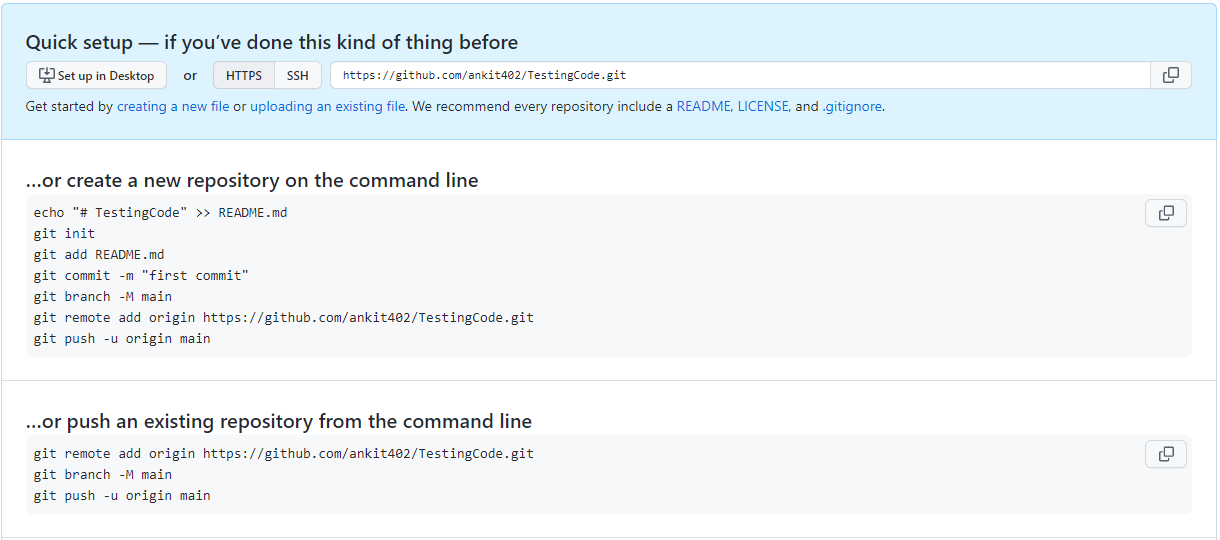 Quick setup — if you’ve done this kind of thing before
Set up in Desktop or HTTPS SSH https://github.com/ankit402/TestingCode.git
Get started by creating a new file or uploading an existing file. We recommend every repository include a README, LICENSE, and .gitignore.
...or create a new repository on the command line
echo "# TestingCode" >> README.md
git init
git add README.md
git commit -m "first commit"
git branch -M main
git remote add origin https://github.com/ankit402/TestingCode.git
git push -u origin main
...or push an existing repository from the command line
git remote add origin https://github.com/ankit402/TestingCode.git
git branch -M main
git push -u origin main